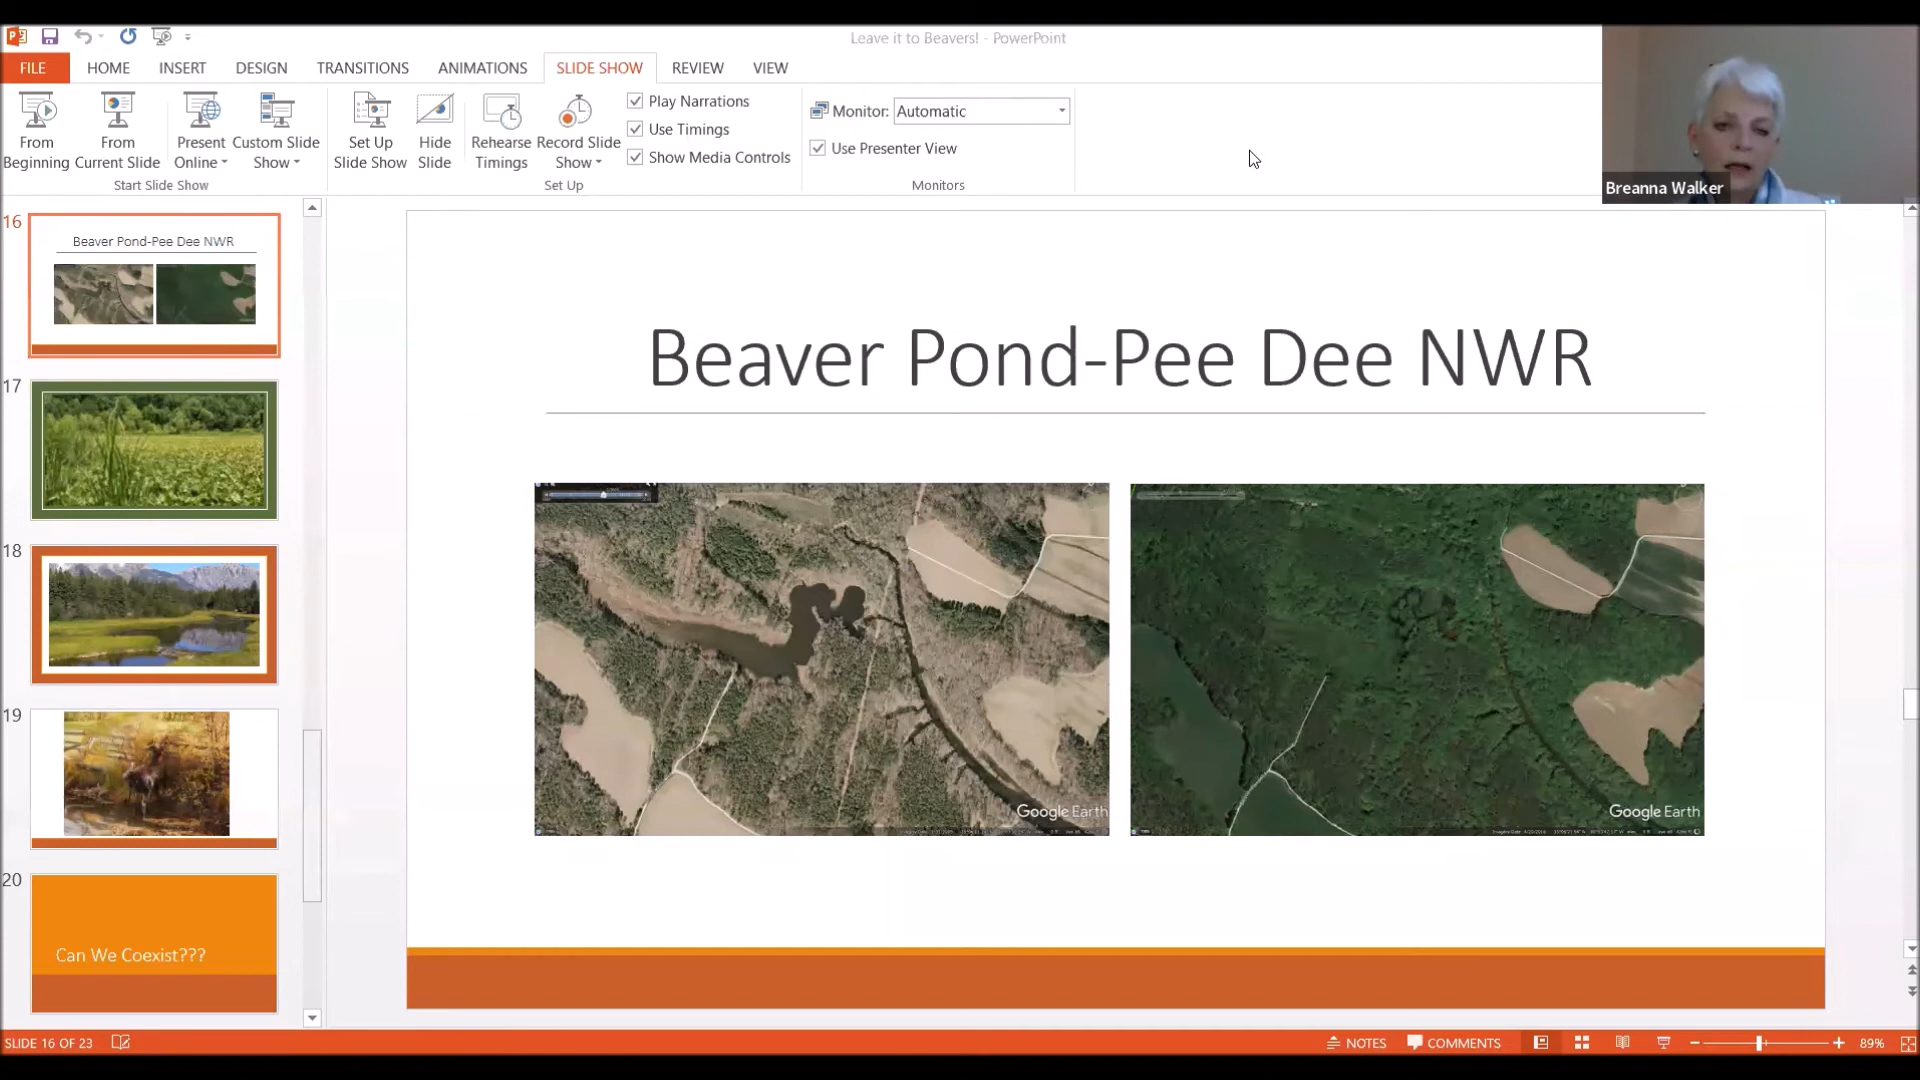 Leave it to Beavers! - PowerPoint
FILE HOME INSERT DESIGN TRANSITIONS ANIMATIONS SLIDE SHOW REVIEW VIEW
From Beginning
From Current Slide
Present Online
Custom Slide Show
Start Slide Show
Set Up Slide Show
Hide Slide
Rehearse Timings
Record Slide Show
Play Narrations
Use Timings
Show Media Controls
Set Up
Monitor: Automatic
Use Presenter View
Monitors
Breanna Walker
16
Beaver Pond-Pee Dee NWR
17
18
19
20
Can We Coexist???
Beaver Pond-Pee Dee NWR
Google Earth
Google Earth
SLIDE 16 OF 23
NOTES COMMENTS 89%